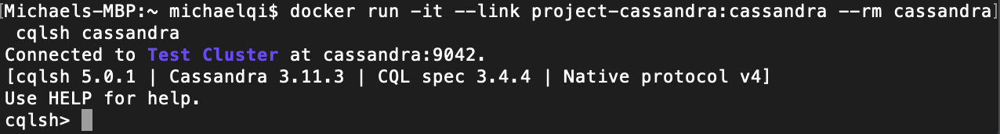 Michaels-MBP:~ michaelqi$ docker run -it --link project-cassandra:cassandra --rm cassandra
 cqlsh cassandra
Connected to Test Cluster at cassandra:9042.
[cqlsh 5.0.1 | Cassandra 3.11.3 | CQL spec 3.4.4 | Native protocol v4]
Use HELP for help.
cqlsh>